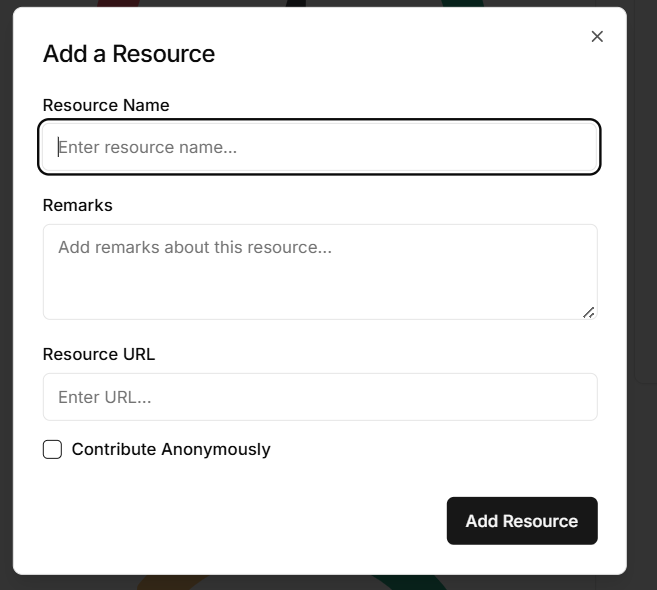 Add a Resource
Resource Name
Enter resource name...
Remarks
Add remarks about this resource...
Resource URL
Enter URL...
Contribute Anonymously
Add Resource